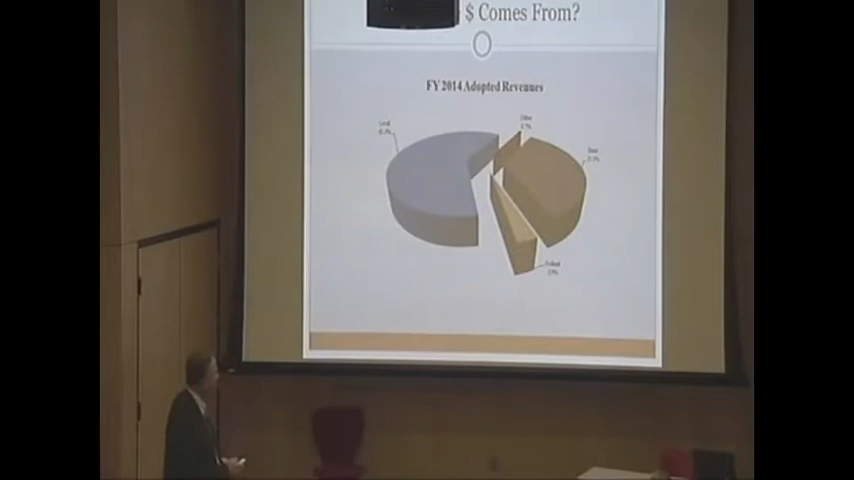 $ Comes From?
FY 2014 Adopted Revenues
Other
Local
State
Federal